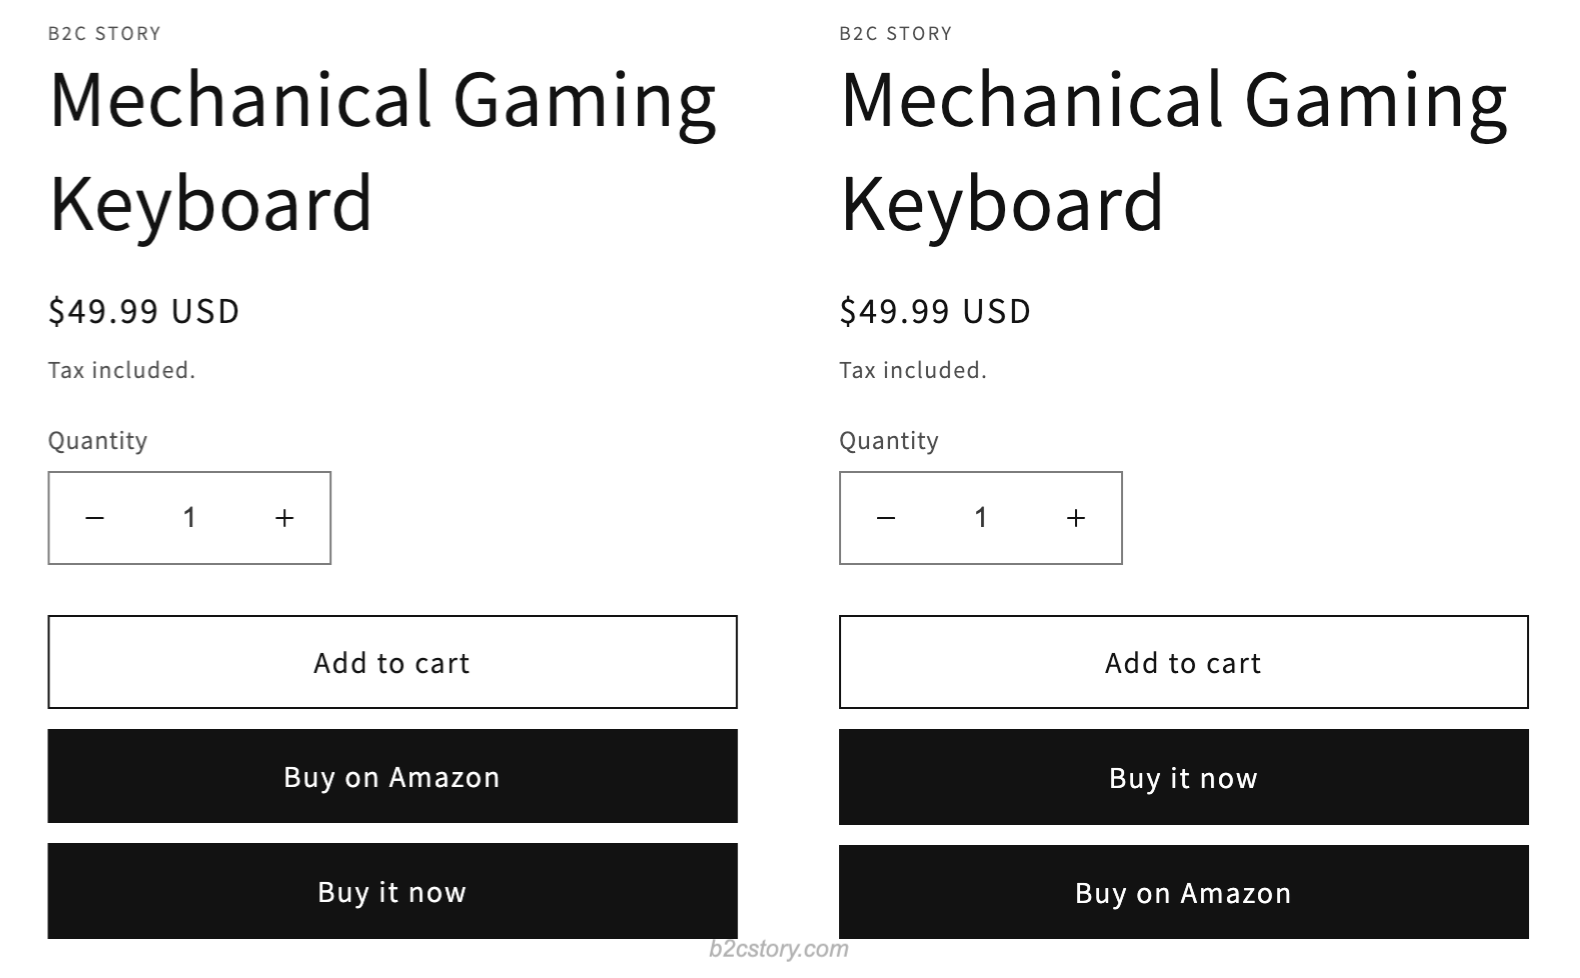 B2C STORY
Mechanical Gaming
Keyboard
$49.99 USD
Tax included.
Quantity
− 1 +
Add to cart
Buy on Amazon
Buy it now
B2C STORY
Mechanical Gaming
Keyboard
$49.99 USD
Tax included.
Quantity
− 1 +
Add to cart
Buy it now
Buy on Amazon
b2cstory.com